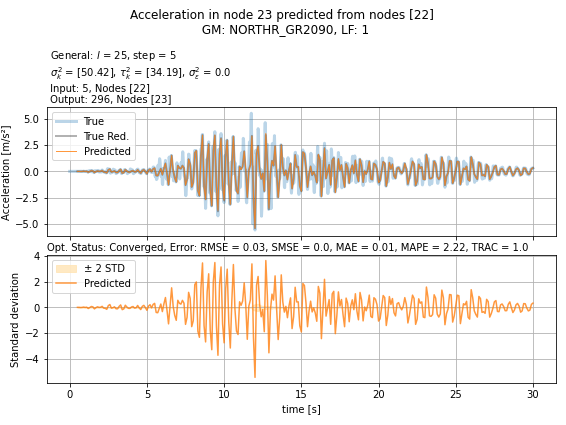 Acceleration in node 23 predicted from nodes [22]
GM: NORTHR_GR2090, LF: 1
General: l = 25, step = 5
σ²ₖ = [50.42], τ²ₖ = [34.19], σ²ε = 0.0
Input: 5, Nodes [22]
Output: 296, Nodes [23]
Acceleration [m/s²]
5.0
2.5
0.0
−2.5
−5.0
True
True Red.
Predicted
Opt. Status: Converged, Error: RMSE = 0.03, SMSE = 0.0, MAE = 0.01, MAPE = 2.22, TRAC = 1.0
Standard deviation
4
2
0
−2
−4
± 2 STD
Predicted
0 5 10 15 20 25 30
time [s]